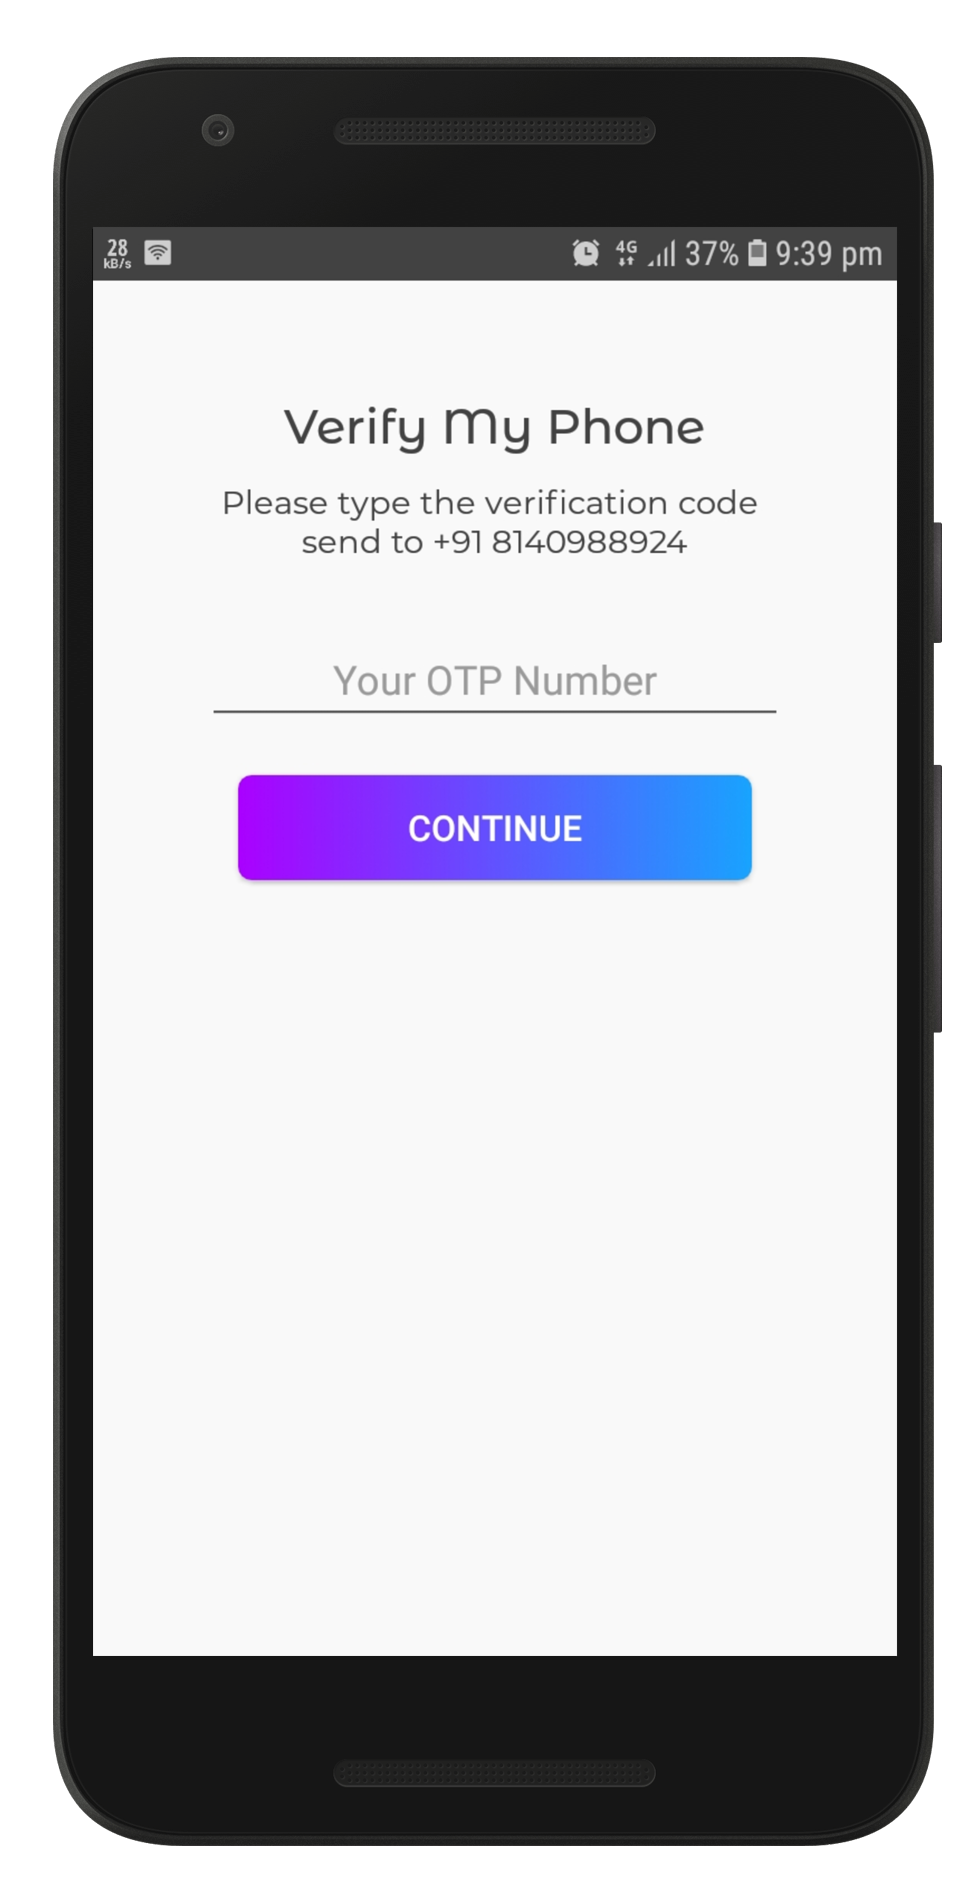 28
kB/s
4G 37% 9:39 pm
Verify My Phone
Please type the verification code
send to +91 8140988924
Your OTP Number
CONTINUE